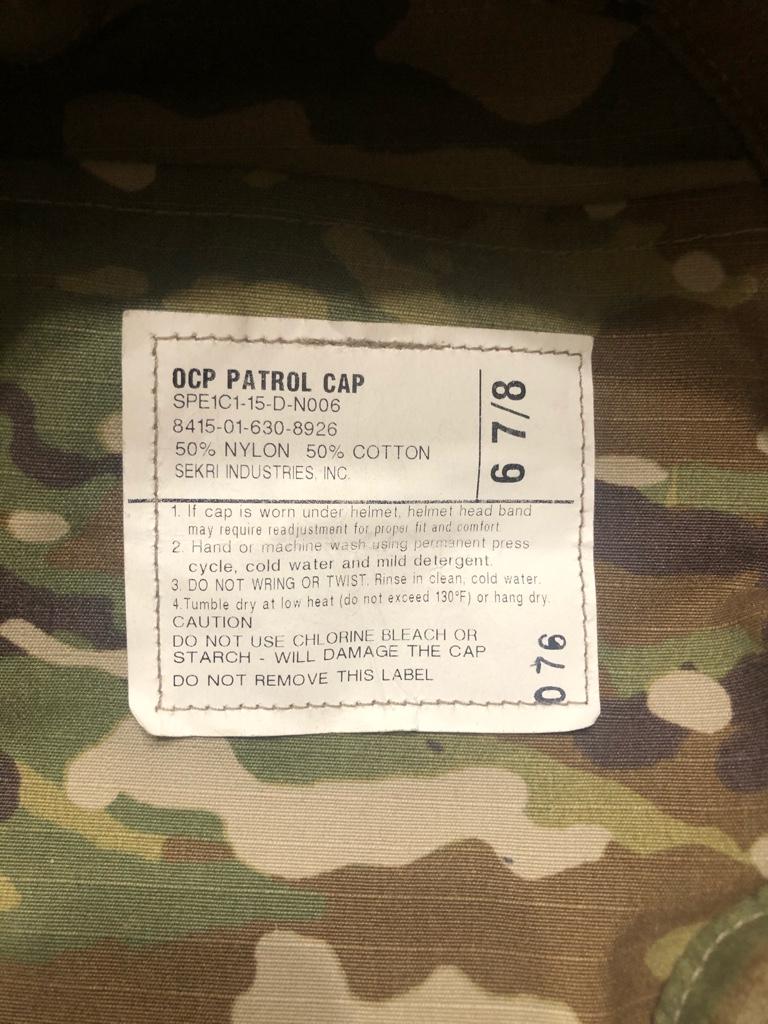 OCP PATROL CAP
SPE1C1-15-D-N006
8415-01-630-8926
50% NYLON 50% COTTON
SEKRI INDUSTRIES, INC.
6 7/8
1. If cap is worn under helmet, helmet head band
may require readjustment for proper fit and comfort
2. Hand or machine wash using permanent press
cycle, cold water and mild detergent.
3. DO NOT WRING OR TWIST. Rinse in clean, cold water.
4.Tumble dry at low heat (do not exceed 130°F) or hang dry.
CAUTION
DO NOT USE CHLORINE BLEACH OR
STARCH - WILL DAMAGE THE CAP
DO NOT REMOVE THIS LABEL
076